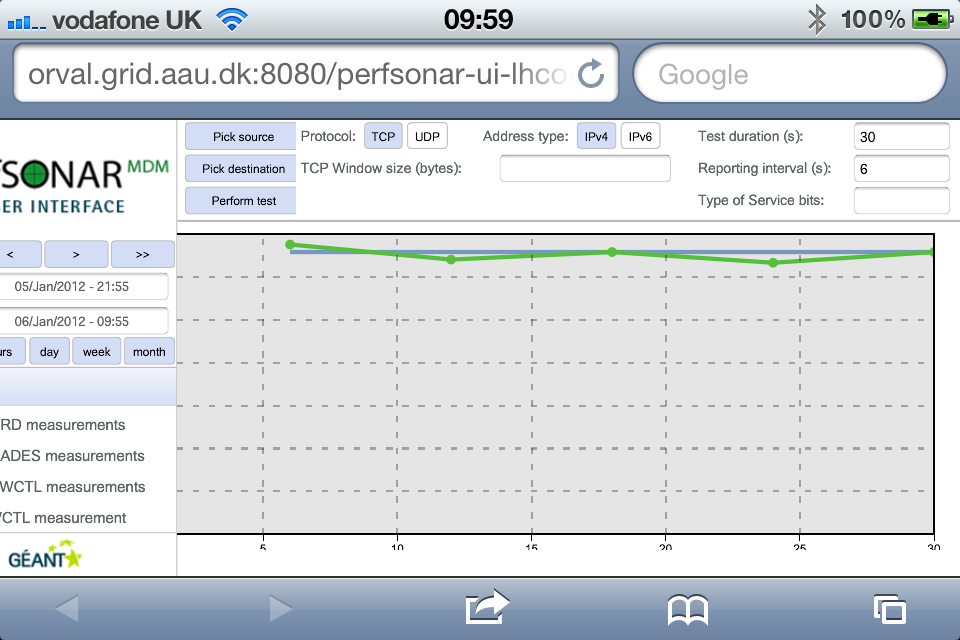 vodafone UK 09:59 100%
orval.grid.aau.dk:8080/perfsonar-ui-lhco Google
Pick source Protocol: TCP UDP Address type: IPv4 IPv6 Test duration (s): 30
SONAR MDM
Pick destination TCP Window size (bytes): Reporting interval (s): 6
ER INTERFACE
Perform test Type of Service bits:
< > >>
05/Jan/2012 - 21:55
06/Jan/2012 - 09:55
urs day week month
RD measurements
ADES measurements
WCTL measurements
CTL measurement
5 10 15 20 25 30
GÉANT